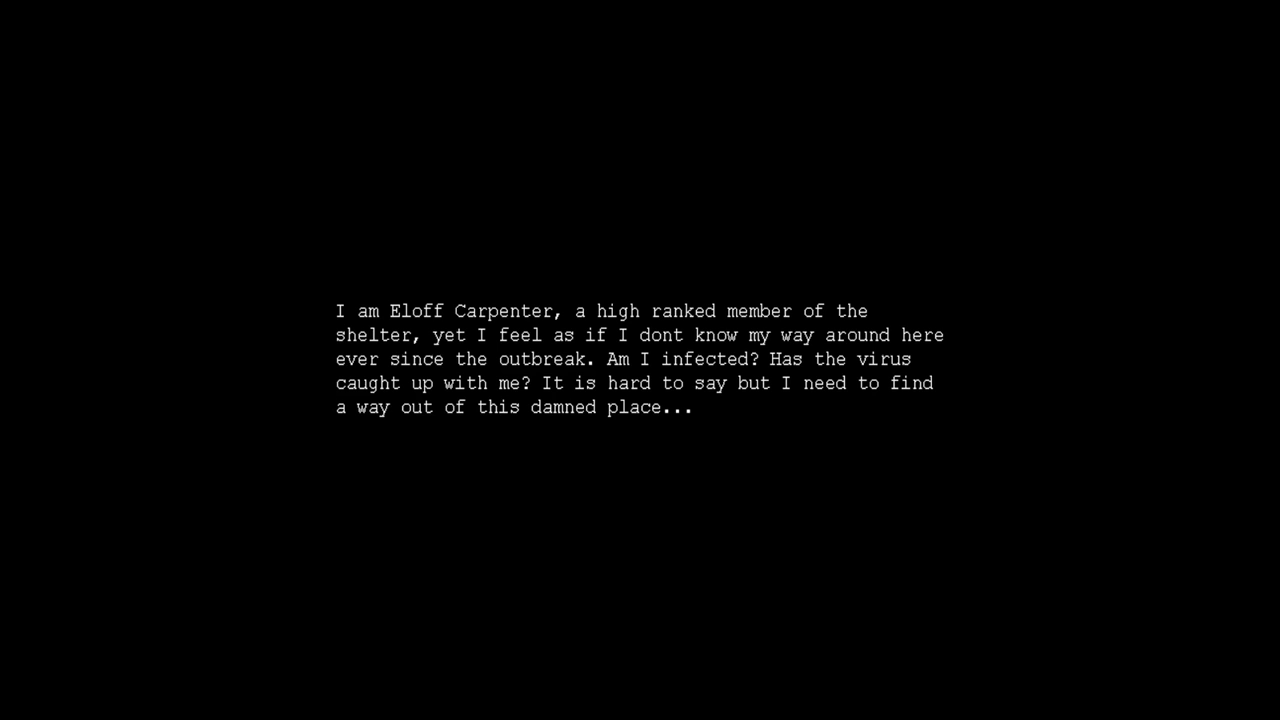 I am Eloff Carpenter, a high ranked member of the
shelter, yet I feel as if I dont know my way around here
ever since the outbreak. Am I infected? Has the virus
caught up with me? It is hard to say but I need to find
a way out of this damned place...